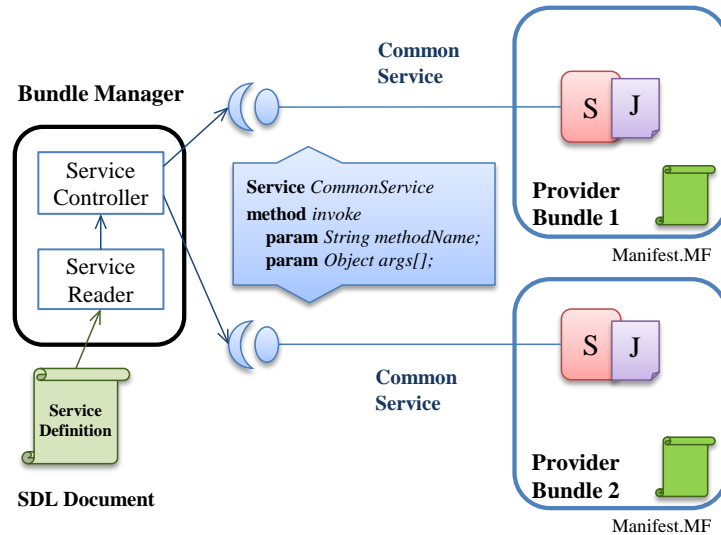 Common
Service
Bundle Manager
S
J
Service
Controller
Service CommonService
method invoke
param String methodName;
param Object args[];
Provider
Bundle 1
Manifest.MF
Service
Reader
S
J
Common
Service
Service
Definition
Provider
Bundle 2
SDL Document
Manifest.MF